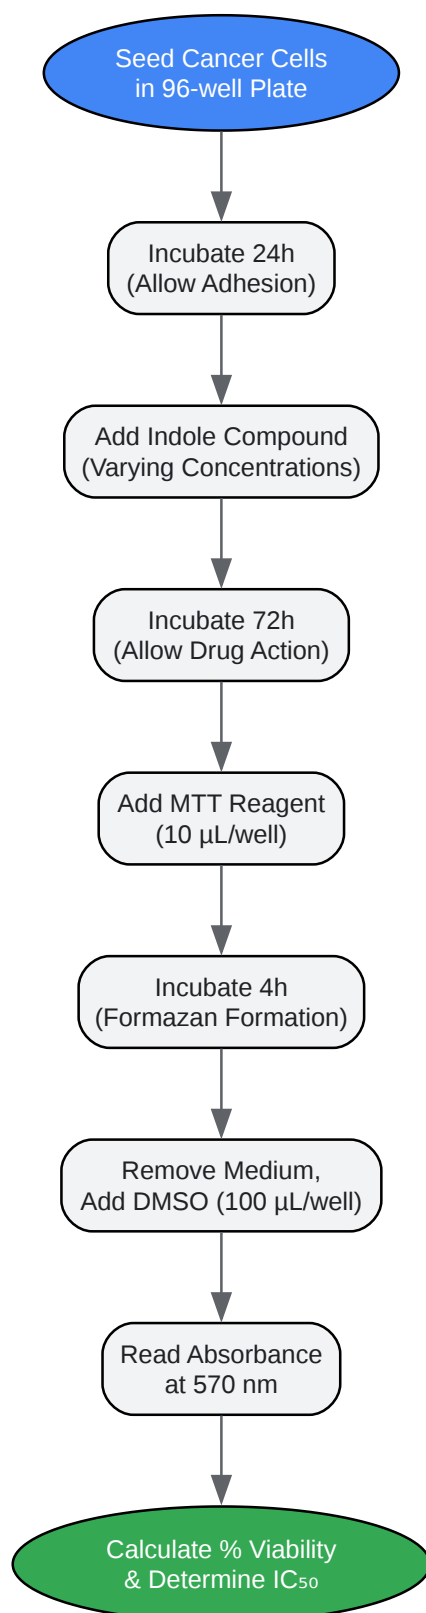 Seed Cancer Cells
in 96-well Plate
Incubate 24h
(Allow Adhesion)
Add Indole Compound
(Varying Concentrations)
Incubate 72h
(Allow Drug Action)
Add MTT Reagent
(10 µL/well)
Incubate 4h
(Formazan Formation)
Remove Medium,
Add DMSO (100 µL/well)
Read Absorbance
at 570 nm
Calculate % Viability
& Determine IC₅₀